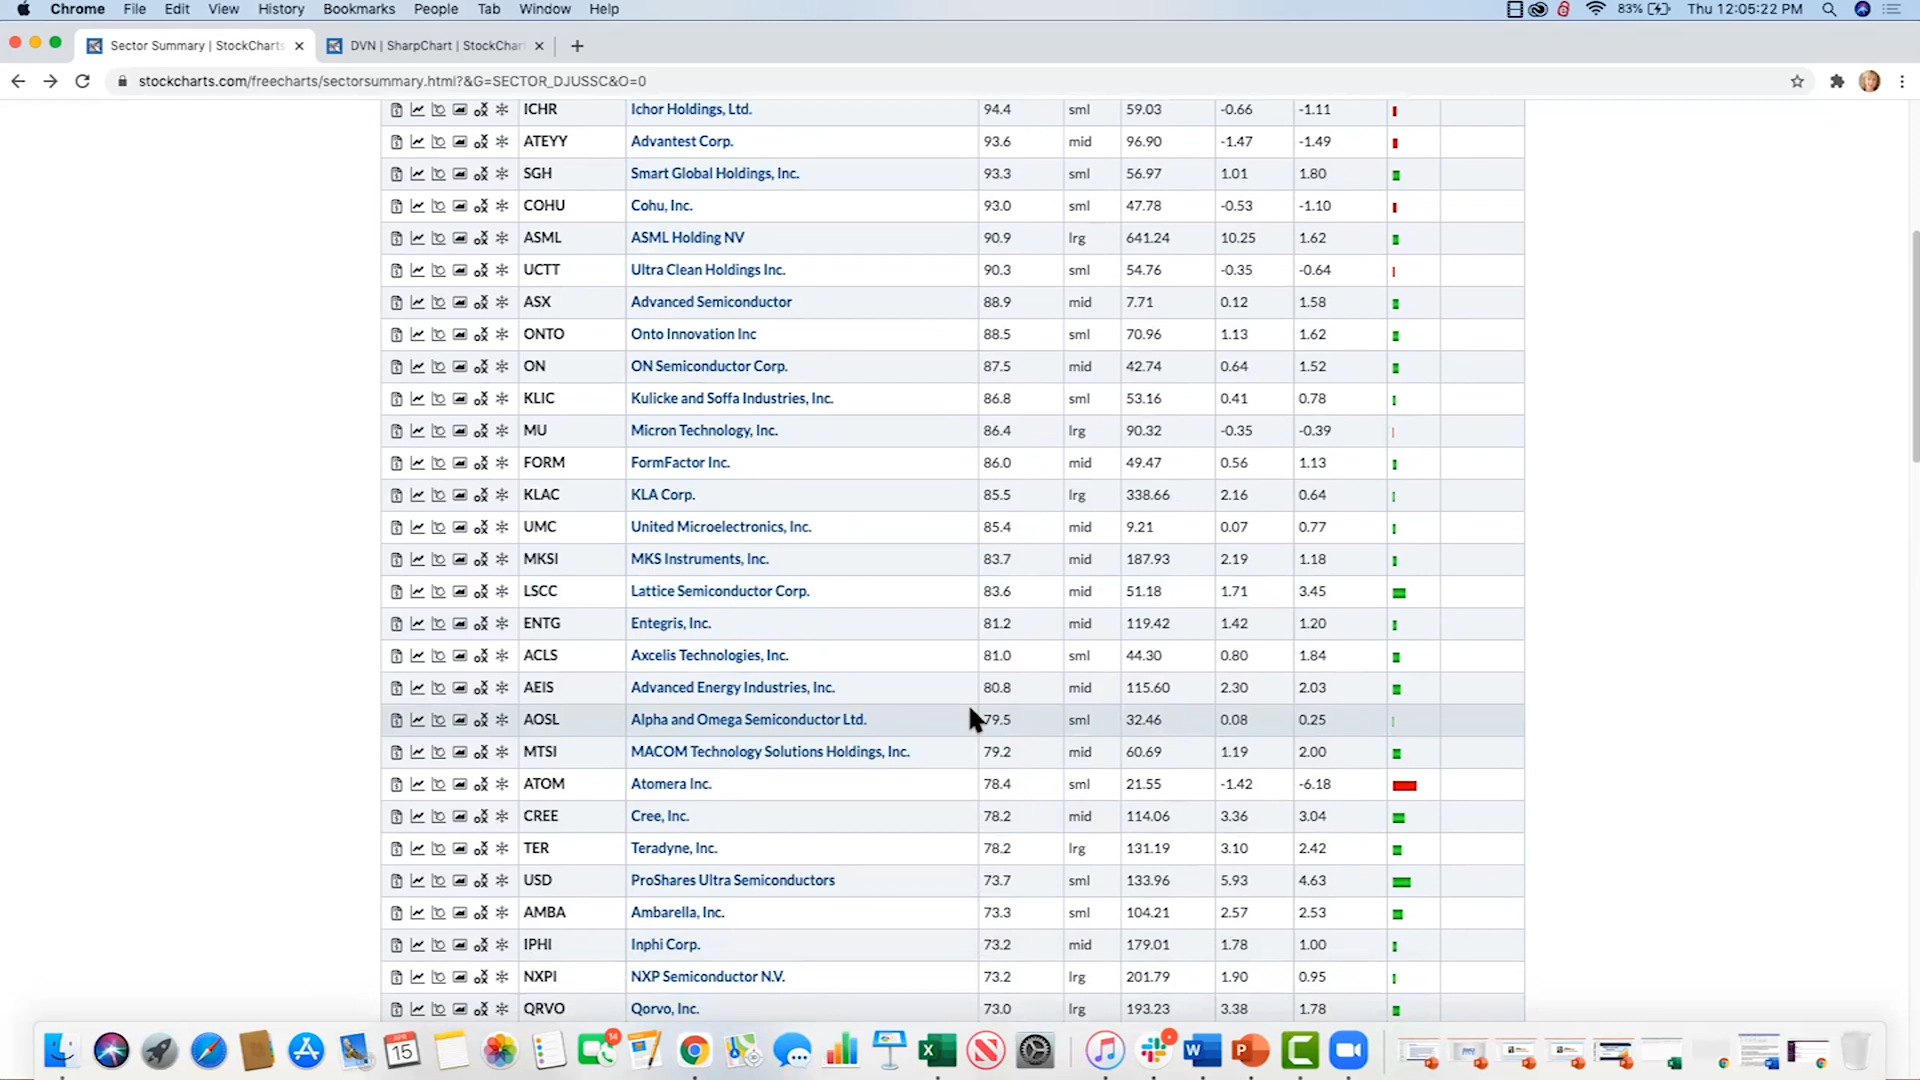 Chrome File Edit View History Bookmarks People Tab Window Help 83% Thu 12:05:22 PM
Sector Summary | StockCharts DVN | SharpChart | StockChar
stockcharts.com/freecharts/sectorsummary.html?&G=SECTOR_DJUSSC&O=0
ICHR Ichor Holdings, Ltd. 94.4 sml 59.03 -0.66 -1.11
ATEYY Advantest Corp. 93.6 mid 96.90 -1.47 -1.49
SGH Smart Global Holdings, Inc. 93.3 sml 56.97 1.01 1.80
COHU Cohu, Inc. 93.0 sml 47.78 -0.53 -1.10
ASML ASML Holding NV 90.9 lrg 641.24 10.25 1.62
UCTT Ultra Clean Holdings Inc. 90.3 sml 54.76 -0.35 -0.64
ASX Advanced Semiconductor 88.9 mid 7.71 0.12 1.58
ONTO Onto Innovation Inc 88.5 sml 70.96 1.13 1.62
ON ON Semiconductor Corp. 87.5 mid 42.74 0.64 1.52
KLIC Kulicke and Soffa Industries, Inc. 86.8 sml 53.16 0.41 0.78
MU Micron Technology, Inc. 86.4 lrg 90.32 -0.35 -0.39
FORM FormFactor Inc. 86.0 mid 49.47 0.56 1.13
KLAC KLA Corp. 85.5 lrg 338.66 2.16 0.64
UMC United Microelectronics, Inc. 85.4 mid 9.21 0.07 0.77
MKSI MKS Instruments, Inc. 83.7 mid 187.93 2.19 1.18
LSCC Lattice Semiconductor Corp. 83.6 mid 51.18 1.71 3.45
ENTG Entegris, Inc. 81.2 mid 119.42 1.42 1.20
ACLS Axcelis Technologies, Inc. 81.0 sml 44.30 0.80 1.84
AEIS Advanced Energy Industries, Inc. 80.8 mid 115.60 2.30 2.03
AOSL Alpha and Omega Semiconductor Ltd. 79.5 sml 32.46 0.08 0.25
MTSI MACOM Technology Solutions Holdings, Inc. 79.2 mid 60.69 1.19 2.00
ATOM Atomera Inc. 78.4 sml 21.55 -1.42 -6.18
CREE Cree, Inc. 78.2 mid 114.06 3.36 3.04
TER Teradyne, Inc. 78.2 lrg 131.19 3.10 2.42
USD ProShares Ultra Semiconductors 73.7 sml 133.96 5.93 4.63
AMBA Ambarella, Inc. 73.3 sml 104.21 2.57 2.53
IPHI Inphi Corp. 73.2 mid 179.01 1.78 1.00
NXPI NXP Semiconductor N.V. 73.2 lrg 201.79 1.90 0.95
QRVO Qorvo, Inc. 73.0 lrg 193.23 3.38 1.78
APR 15 14